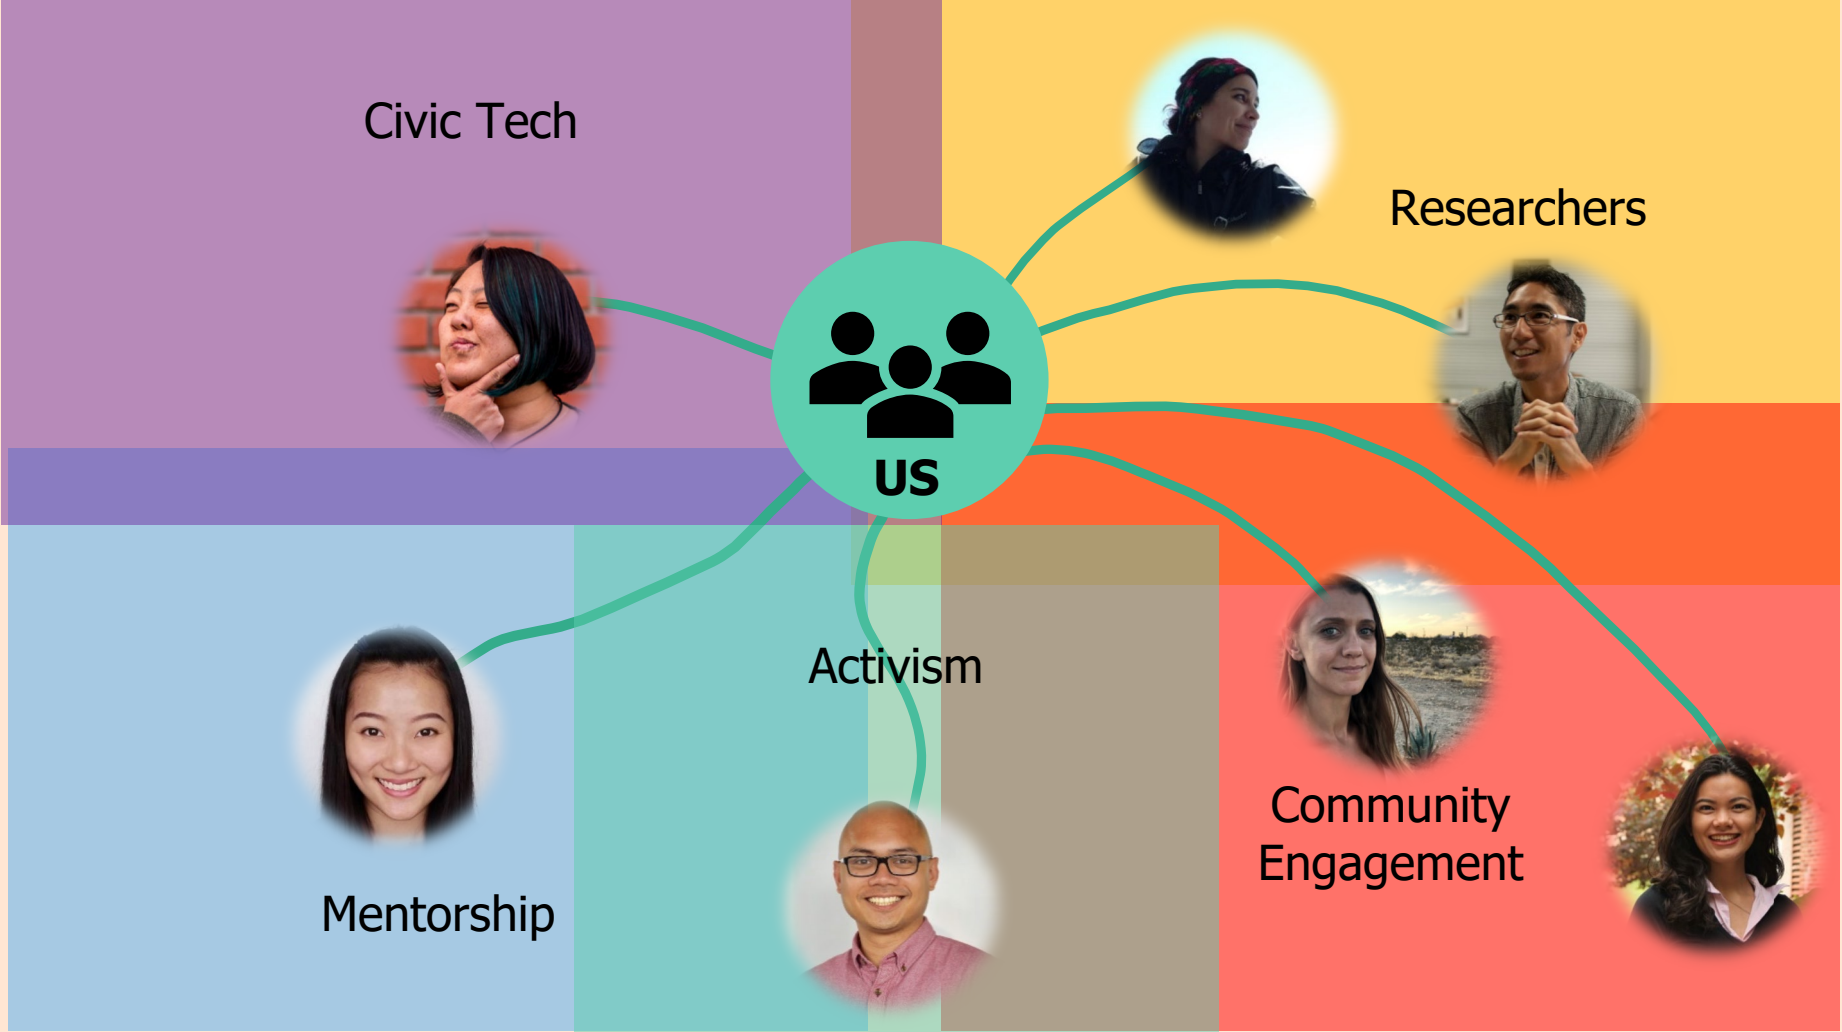 Civic Tech
Researchers
US
Activism
Community
Engagement
Mentorship